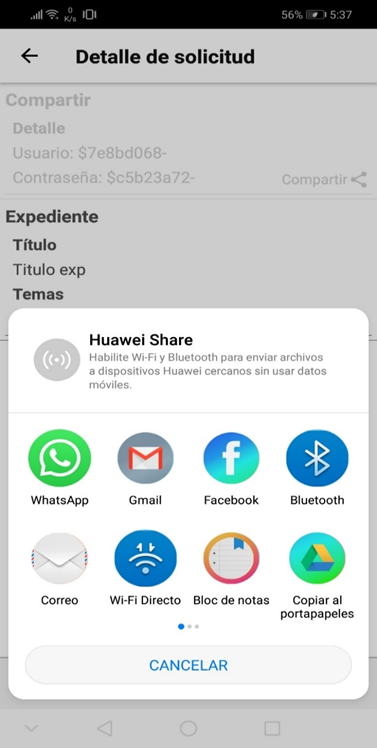 0
K/s
56% 5:37
Detalle de solicitud
Compartir
Detalle
Usuario: $7e8bd068-
Contraseña: $c5b23a72-
Compartir
Expediente
Título
Titulo exp
Temas
Huawei Share
Habilite Wi-Fi y Bluetooth para enviar archivos
a dispositivos Huawei cercanos sin usar datos
móviles.
WhatsApp Gmail Facebook Bluetooth
Correo Wi-Fi Directo Bloc de notas Copiar al
portapapeles
CANCELAR